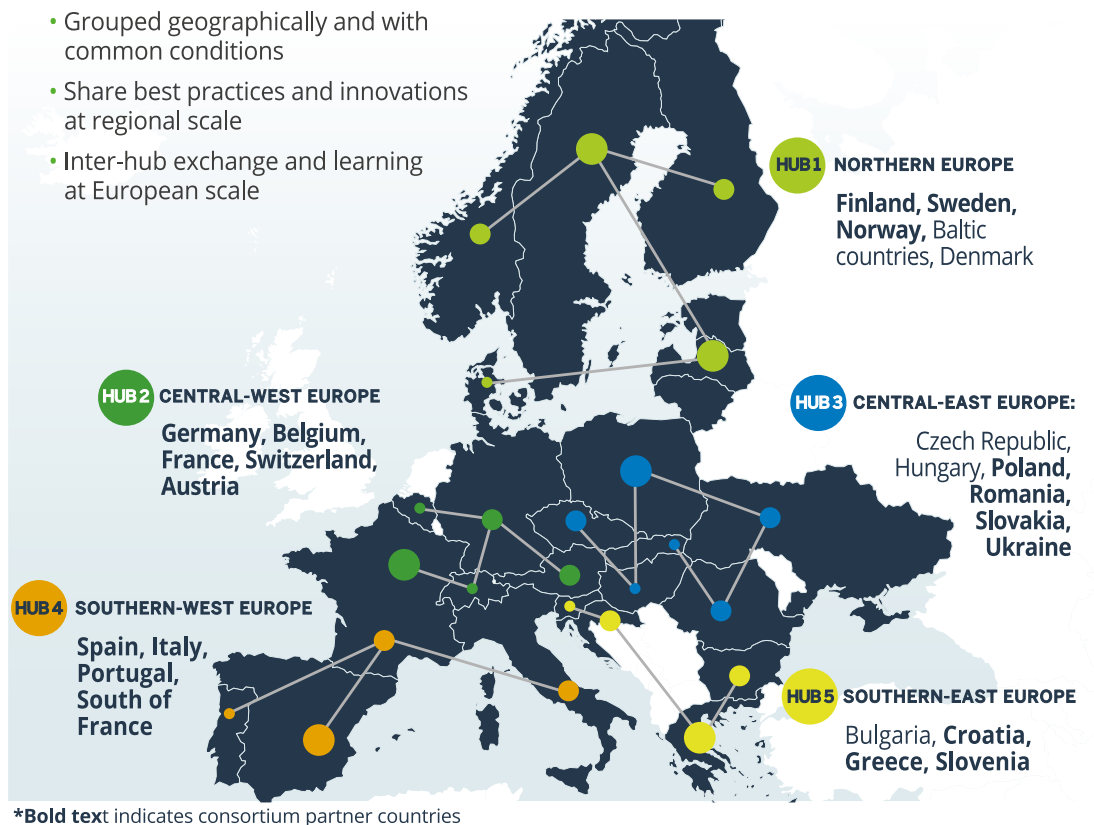 • Grouped geographically and with
common conditions
• Share best practices and innovations
at regional scale
• Inter-hub exchange and learning
at European scale
HUB 1 NORTHERN EUROPE
Finland, Sweden,
Norway, Baltic
countries, Denmark
HUB 2 CENTRAL-WEST EUROPE
Germany, Belgium,
France, Switzerland,
Austria
HUB 3 CENTRAL-EAST EUROPE:
Czech Republic,
Hungary, Poland,
Romania,
Slovakia,
Ukraine
HUB 4 SOUTHERN-WEST EUROPE
Spain, Italy,
Portugal,
South of
France
HUB 5 SOUTHERN-EAST EUROPE
Bulgaria, Croatia,
Greece, Slovenia
*Bold text indicates consortium partner countries